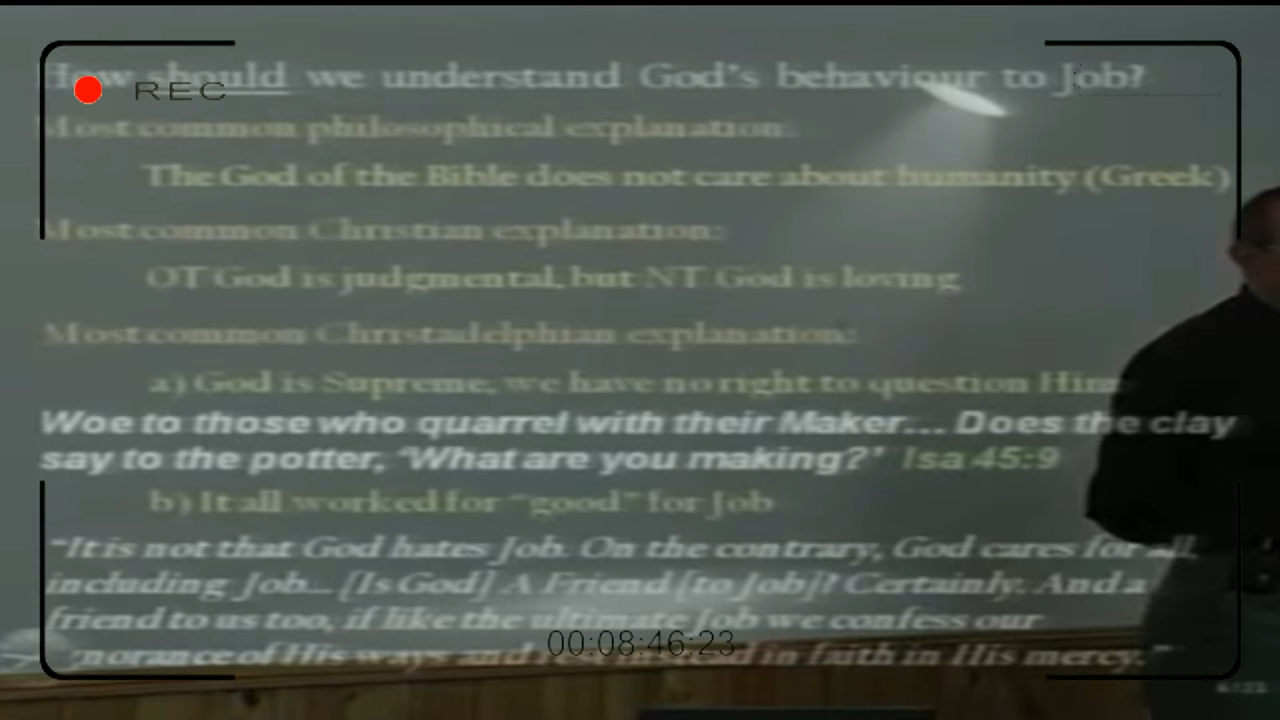 How should we understand God's behaviour to Job?
REC
Most common philosophical explanation:
The God of the Bible does not care about humanity (Greek)
Most common Christian explanation:
OT God is judgmental, but NT God is loving
Most common Christadelphian explanation:
a) God is Supreme, we have no right to question Him
Woe to those who quarrel with their Maker... Does the clay
say to the potter, 'What are you making?' Isa 45:9
b) It all worked for "good" for Job
"It is not that God hates Job. On the contrary, God cares for all,
including Job... [Is God] A Friend [to Job]? Certainly. And a
friend to us too, if like the ultimate Job we confess our
of His ways and in faith in His mercy."
00:08:46:23